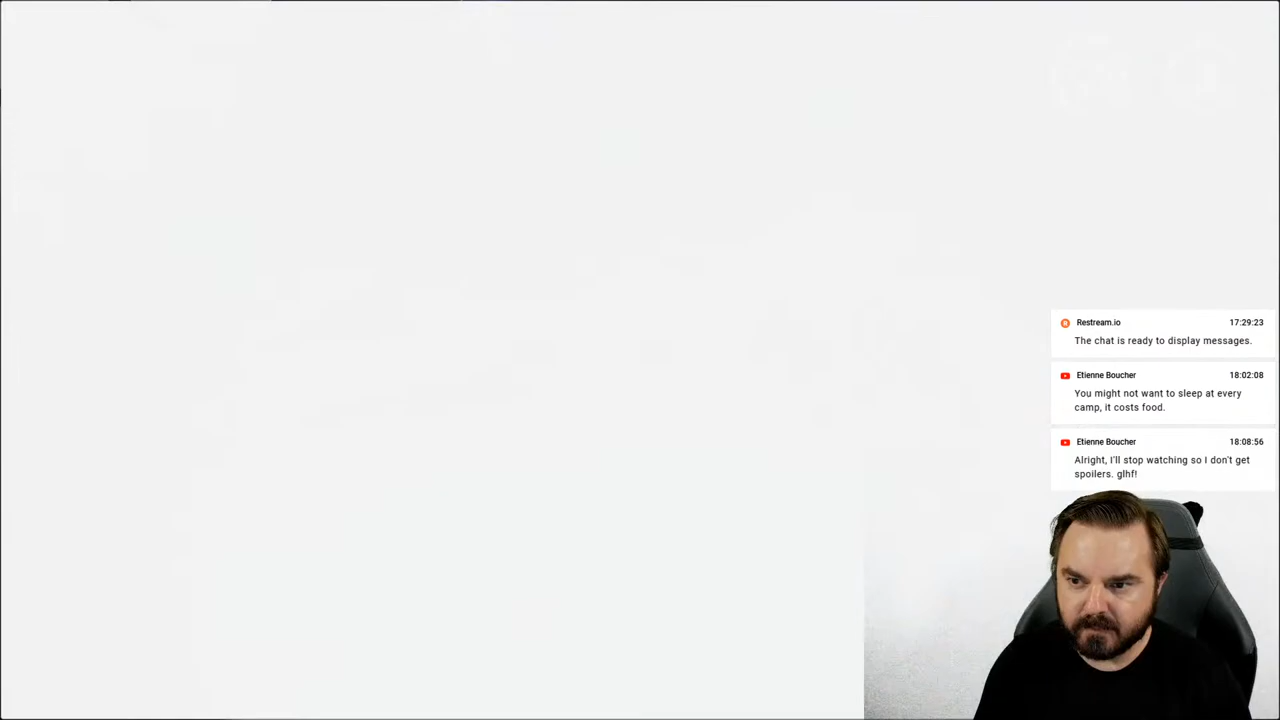 Restream.io 17:29:23
The chat is ready to display messages.
Etienne Boucher 18:02:08
You might not want to sleep at every
camp, it costs food.
Etienne Boucher 18:08:56
Alright, I'll stop watching so I don't get
spoilers. glhf!